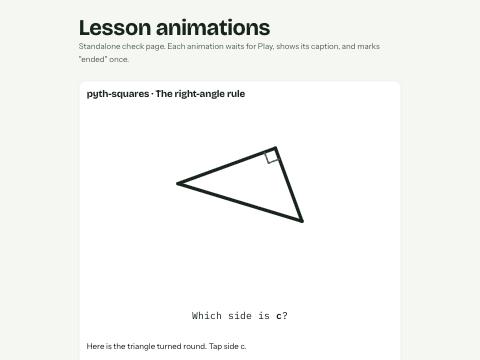 Lesson animations
Standalone check page. Each animation waits for Play, shows its caption, and marks
"ended" once.
pyth-squares · The right-angle rule
Which side is c?
Here is the triangle turned round. Tap side c.